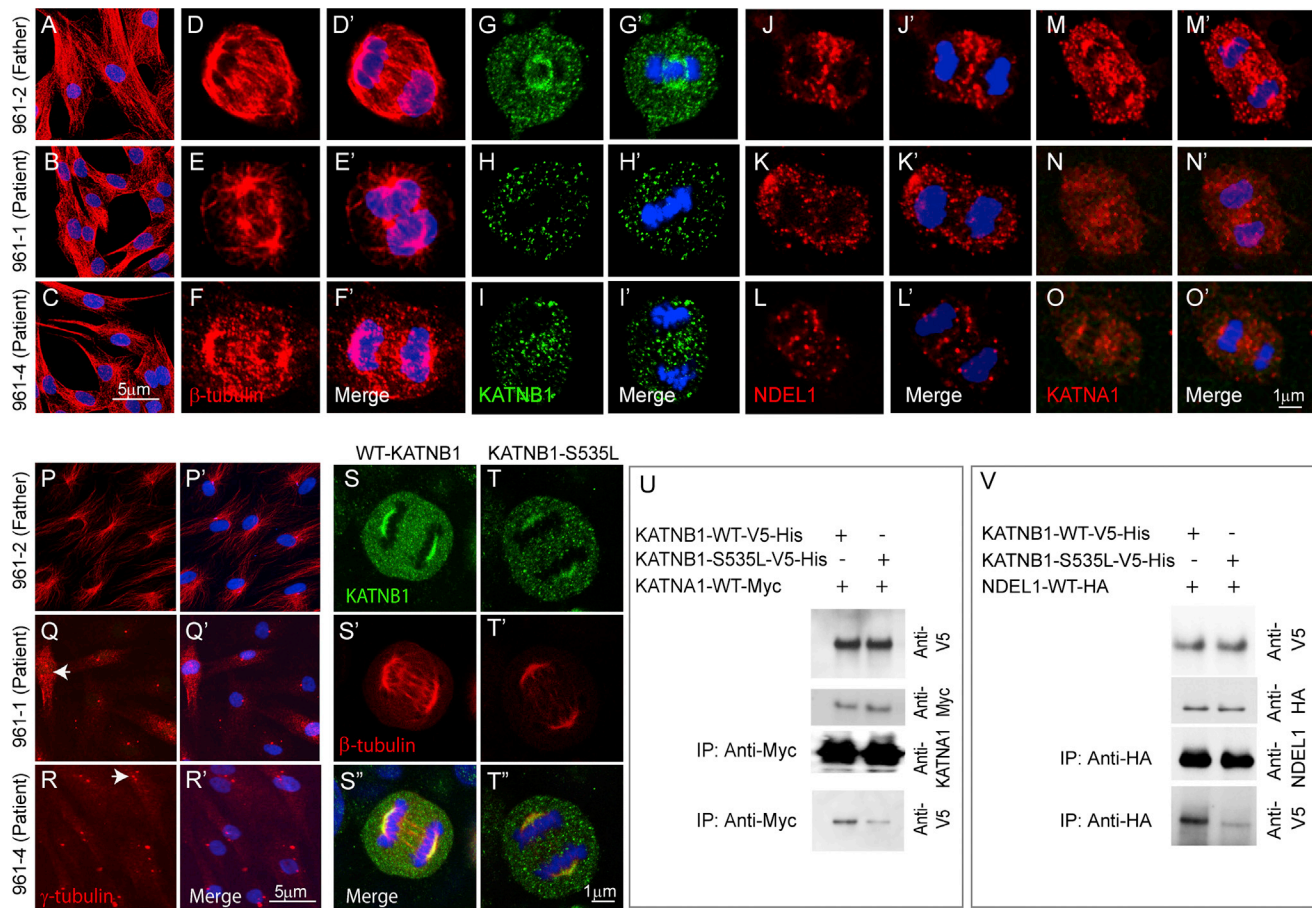 A D D' G G' J J' M M'
961-2 (Father)
B E E' H H' K K' N N'
961-1 (Patient)
C F F' I I' L L' O O'
961-4 (Patient)
5μm β-tubulin Merge KATNB1 Merge NDEL1 Merge KATNA1 Merge 1μm
WT-KATNB1 KATNB1-S535L
P P' S T
961-2 (Father)
KATNB1
Q Q' S' T'
961-1 (Patient)
β-tubulin
R R' S" T"
961-4 (Patient)
γ-tubulin Merge 5μm Merge 1μm
U
KATNB1-WT-V5-His + -
KATNB1-S535L-V5-His - +
KATNA1-WT-Myc + +
Anti-V5
Anti-Myc
IP: Anti-Myc Anti-KATNA1
IP: Anti-Myc Anti-V5
V
KATNB1-WT-V5-His + -
KATNB1-S535L-V5-His - +
NDEL1-WT-HA + +
Anti-V5
Anti-HA
IP: Anti-HA Anti-NDEL1
IP: Anti-HA Anti-V5